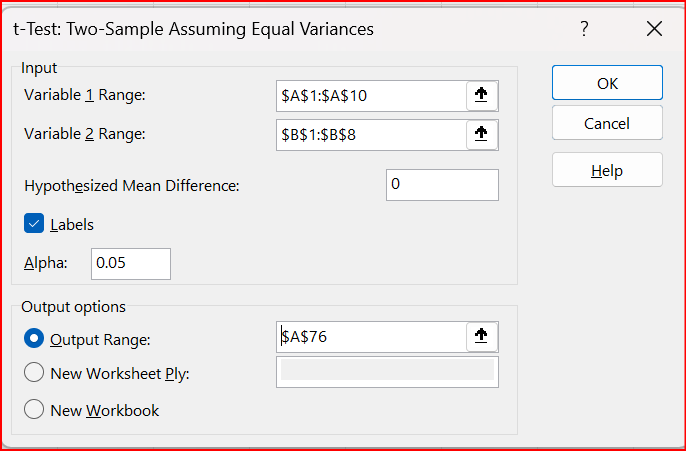 t-Test: Two-Sample Assuming Equal Variances ?
Input
Variable 1 Range: $A$1:$A$10
Variable 2 Range: $B$1:$B$8
Hypothesized Mean Difference: 0
Labels
Alpha: 0.05
Output options
Output Range: $A$76
New Worksheet Ply:
New Workbook
OK
Cancel
Help